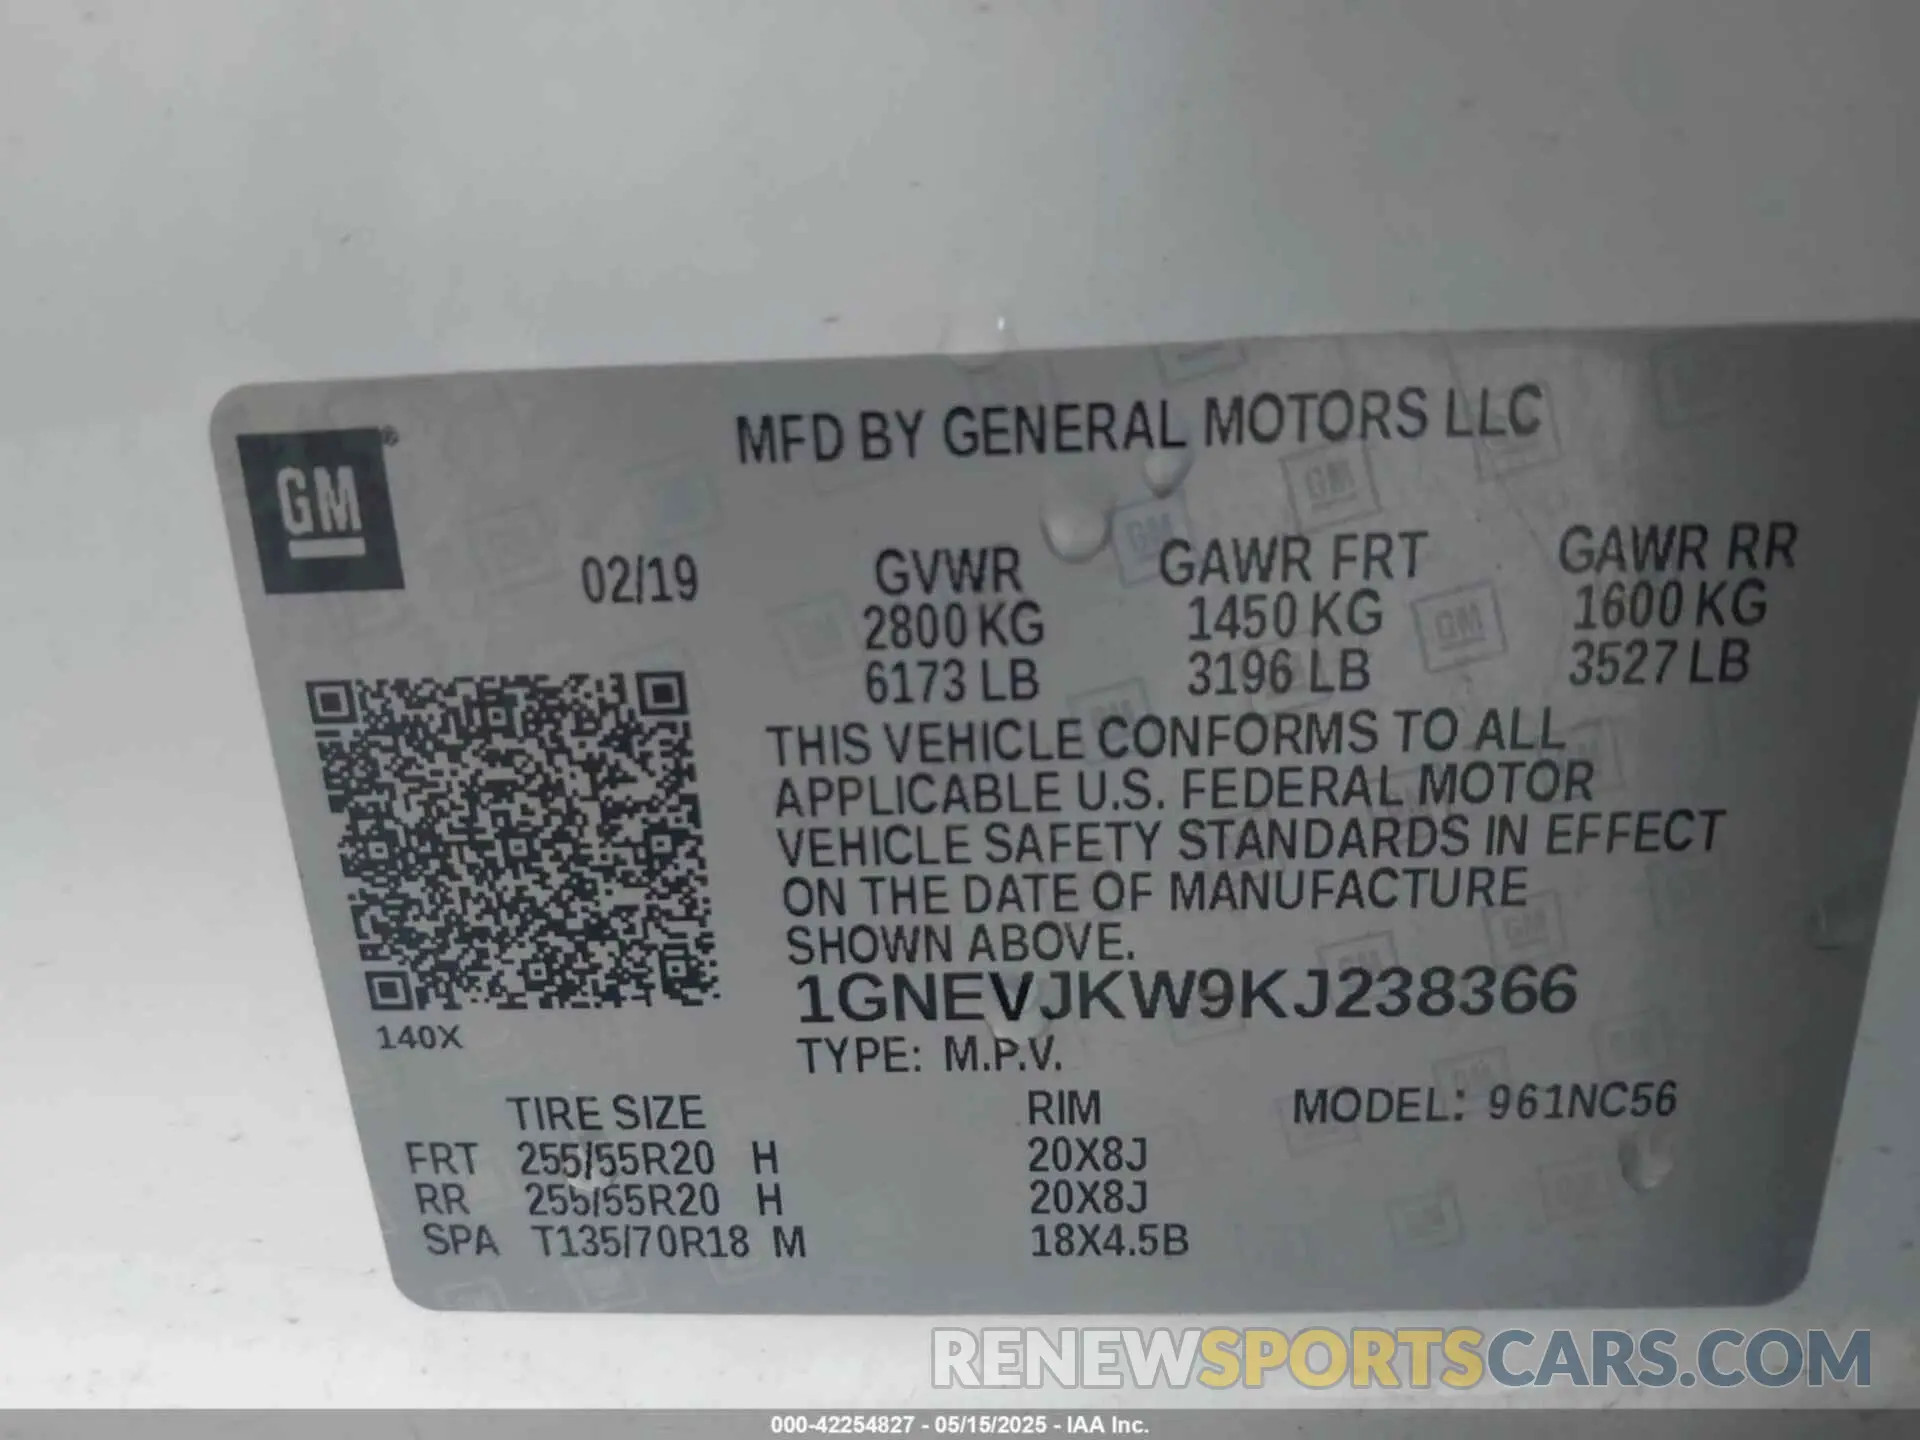 MFD BY GENERAL MOTORS LLC
GM
02/19
GVWR GAWR FRT GAWR RR
2800 KG 1450 KG 1600 KG
6173 LB 3196 LB 3527 LB
THIS VEHICLE CONFORMS TO ALL
APPLICABLE U.S. FEDERAL MOTOR
VEHICLE SAFETY STANDARDS IN EFFECT
ON THE DATE OF MANUFACTURE
SHOWN ABOVE.
1GNEVJKW9KJ238366
140X
TYPE: M.P.V.
TIRE SIZE RIM MODEL: 961NC56
FRT 255/55R20 H 20X8J
RR 255/55R20 H 20X8J
SPA T135/70R18 M 18X4.5B
RENEWSPORTSCARS.COM
000-42254827 - 05/15/2025 - IAA Inc.